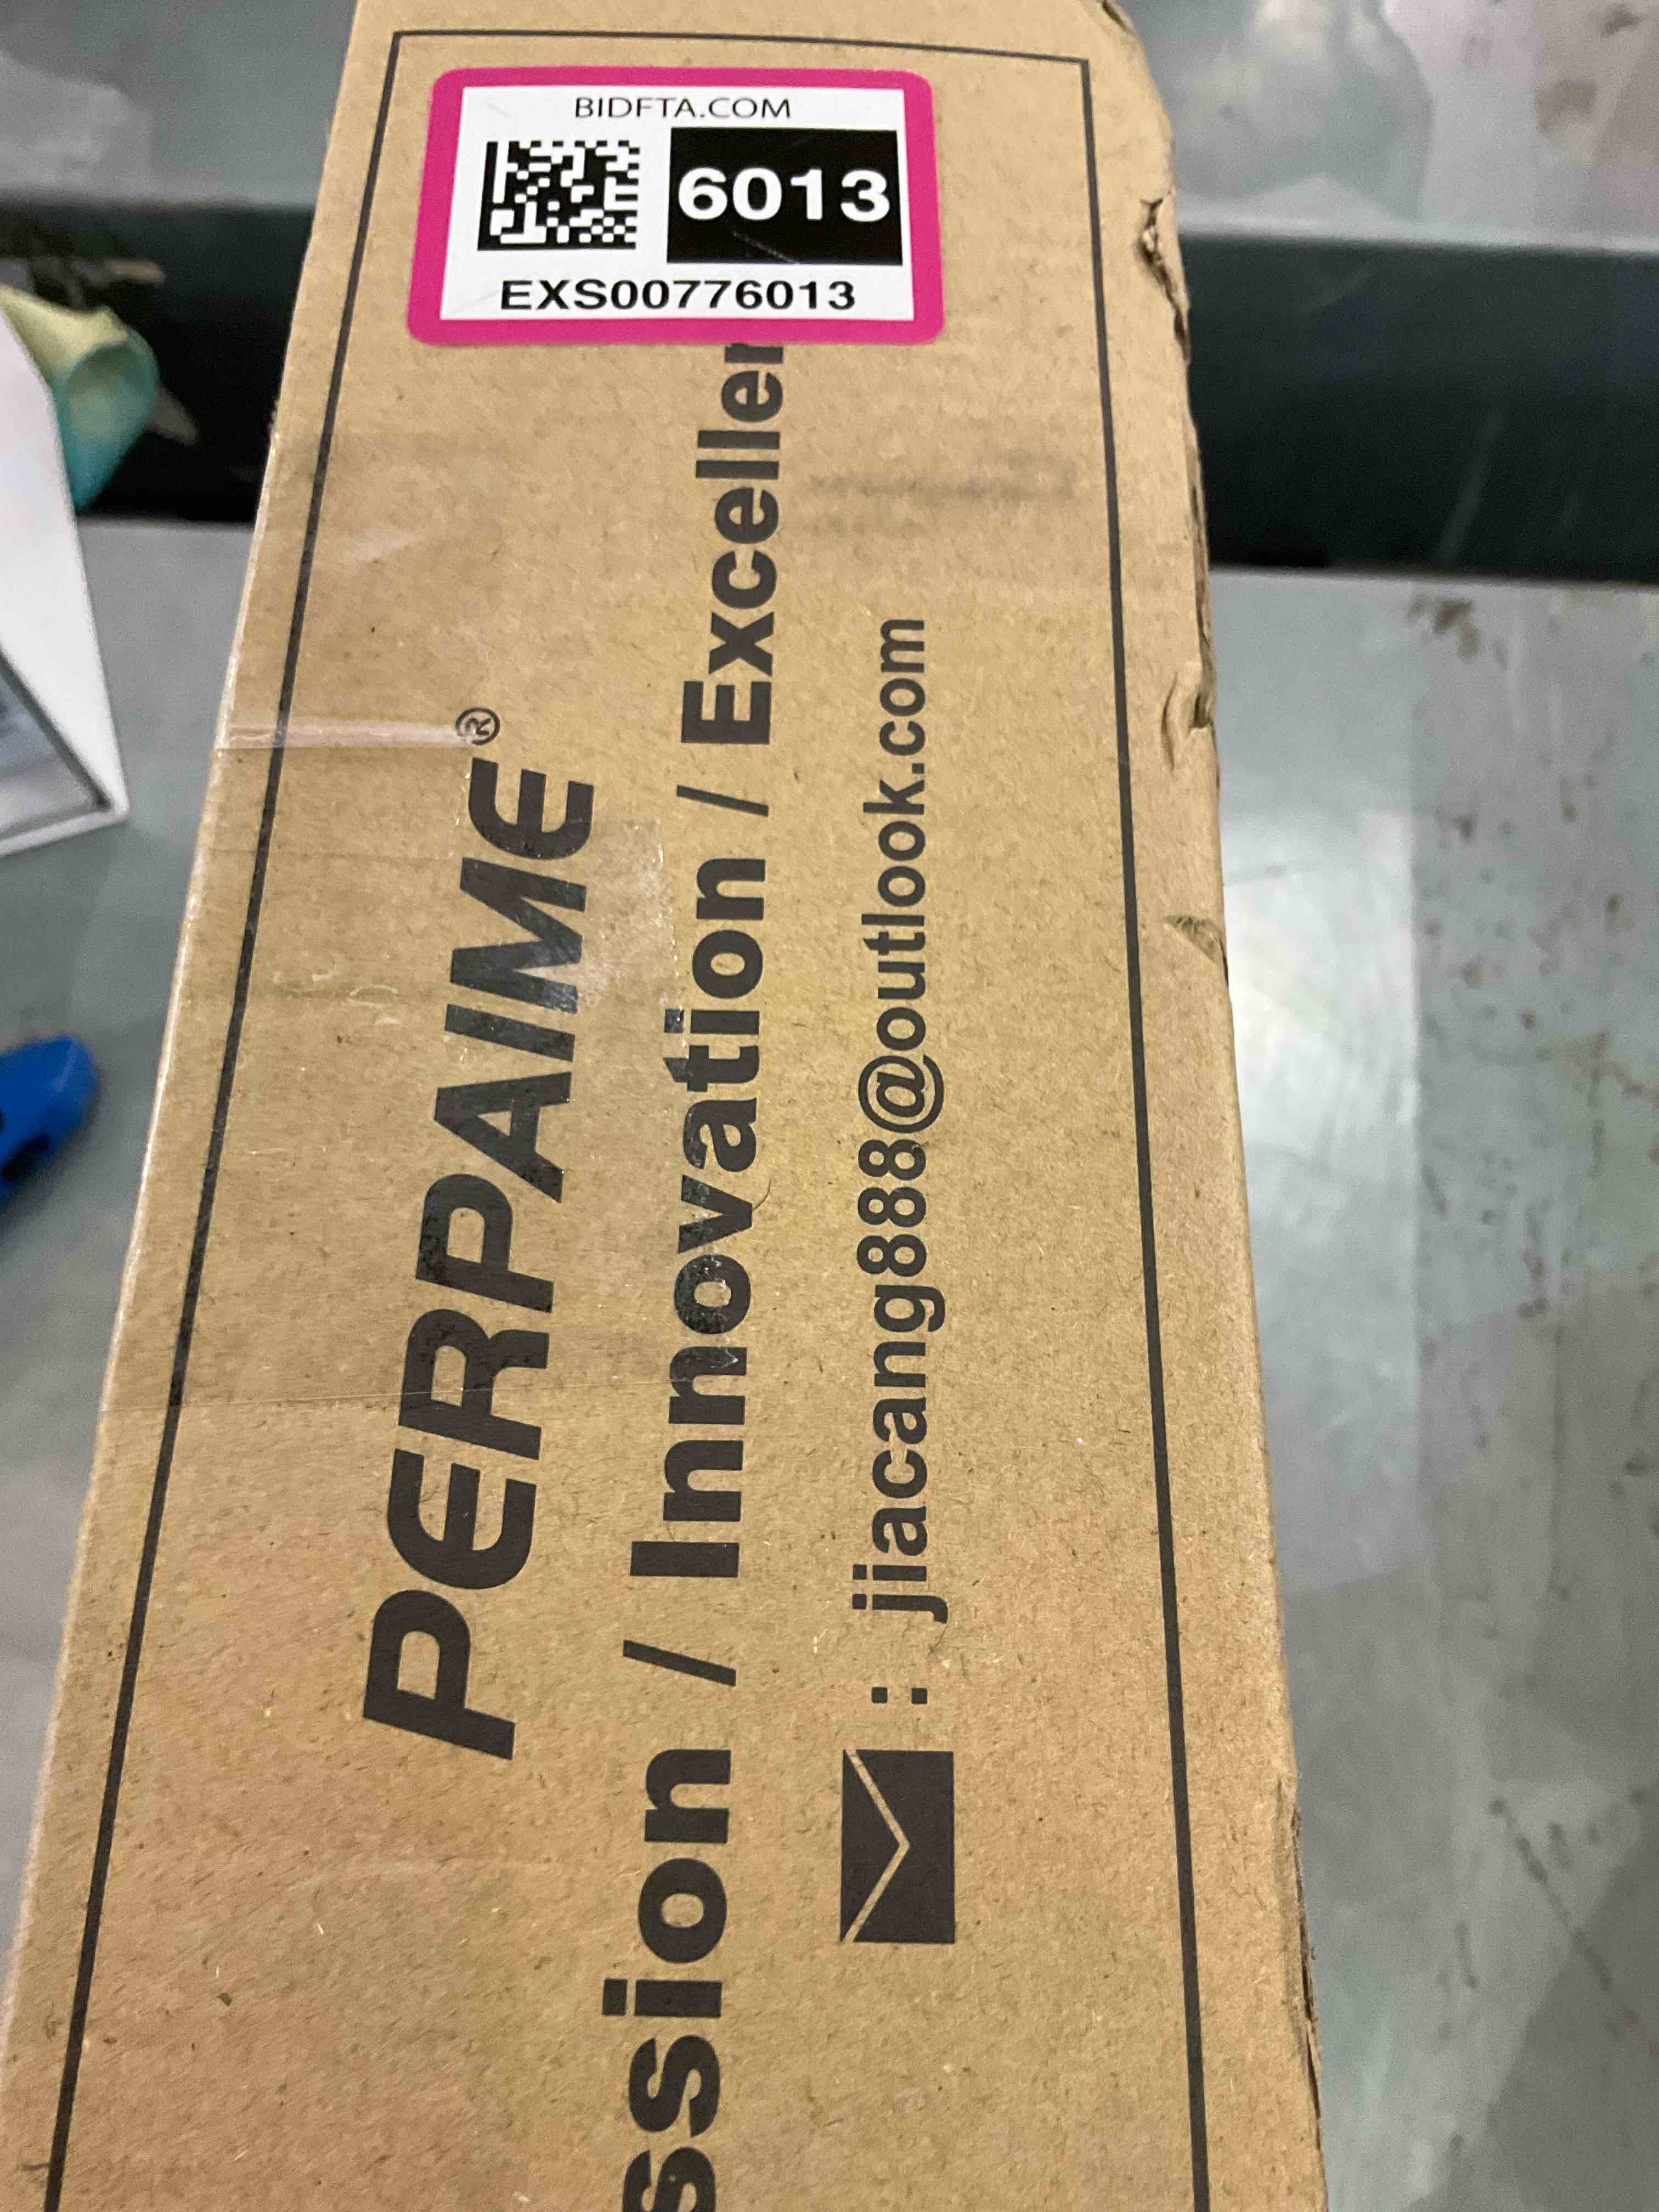 BIDFTA.COM
6013
EXS00776013
PERPAIME®
ssion / Innovation / Exceller
: jiacang888@outlook.com